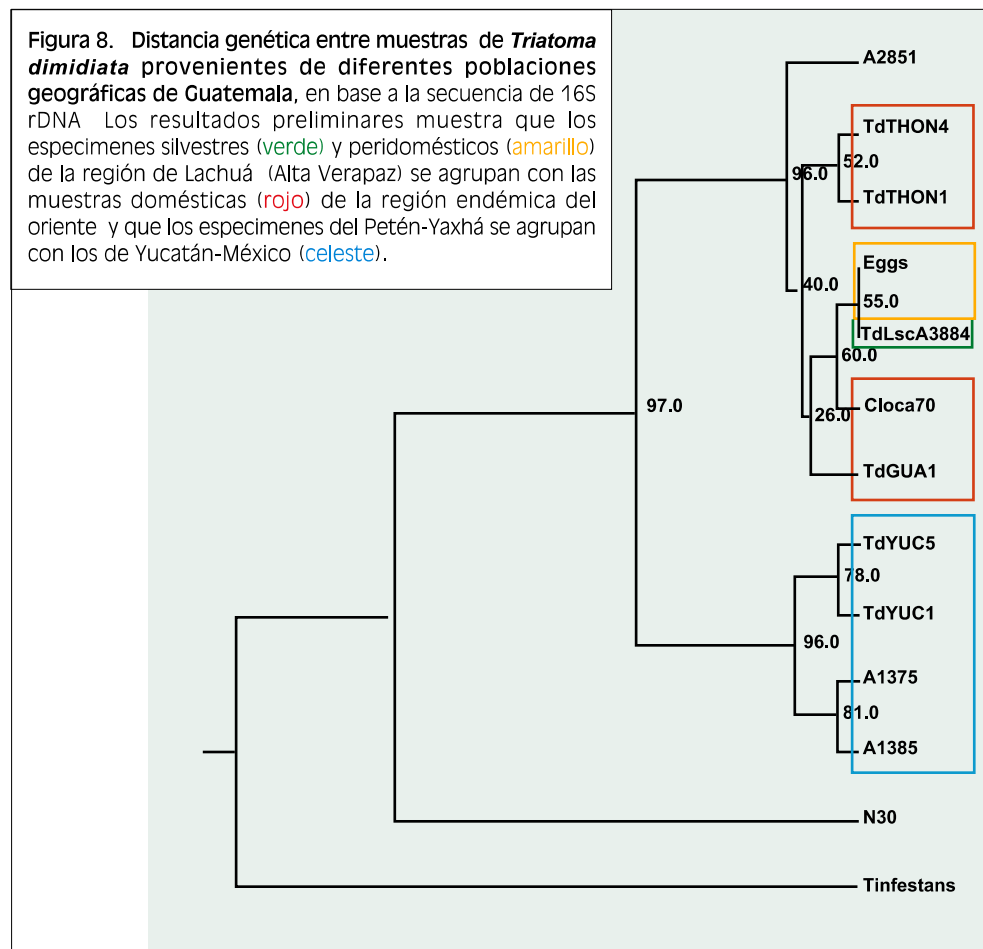 Figura 8. Distancia genética entre muestras de Triatoma
dimidiata provenientes de diferentes poblaciones
geográficas de Guatemala, en base a la secuencia de 16S
rDNA Los resultados preliminares muestra que los
especimenes silvestres (verde) y peridomésticos (amarillo)
de la región de Lachuá (Alta Verapaz) se agrupan con las
muestras domésticas (rojo) de la región endémica del
oriente y que los especimenes del Petén-Yaxhá se agrupan
con los de Yucatán-México (celeste).
A2851
TdTHON4
96.0
52.0
TdTHON1
Eggs
40.0
55.0
TdLscA3884
60.0
97.0
Cloca70
26.0
TdGUA1
TdYUC5
78.0
TdYUC1
96.0
A1375
81.0
A1385
N30
Tinfestans